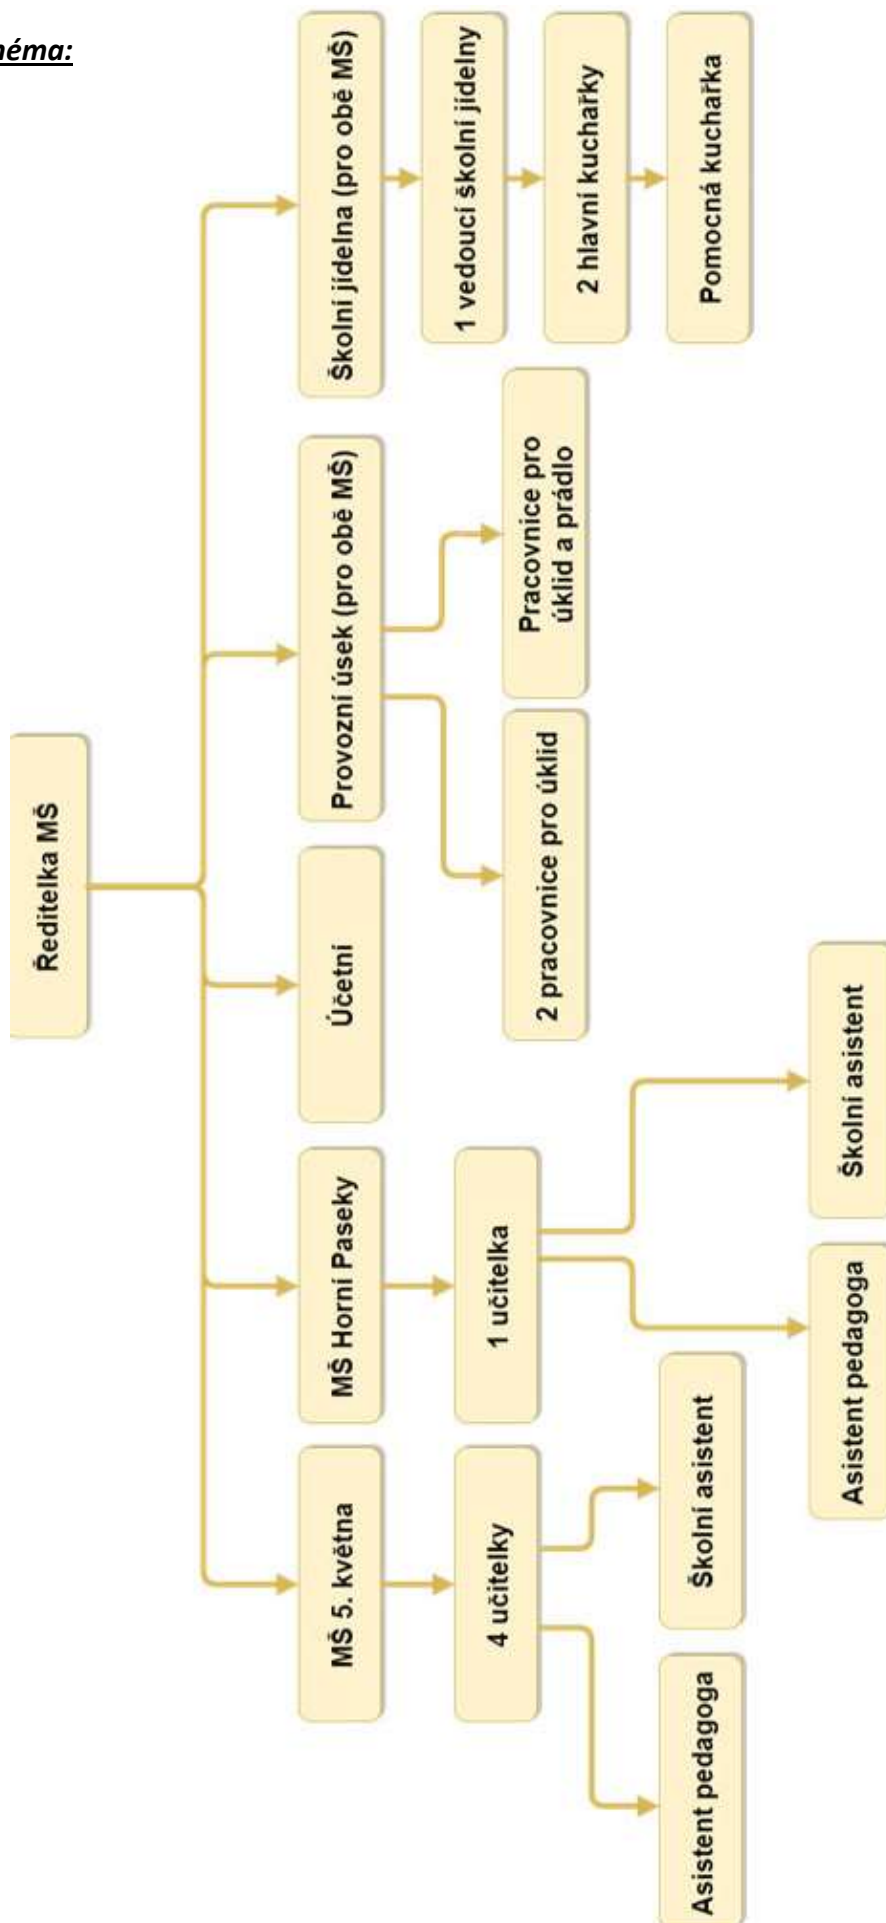 néma:
Ředitelka MŠ
MŠ 5. května
MŠ Horní Paseky
Účetní
Provozní úsek (pro obě MŠ)
Školní jídelna (pro obě MŠ)
4 učitelky
1 učitelka
1 vedoucí školní jídelny
2 pracovnice pro úklid
Pracovnice pro
úklid a prádlo
2 hlavní kuchařky
Asistent pedagoga
Školní asistent
Pomocná kuchařka
Asistent pedagoga
Školní asistent